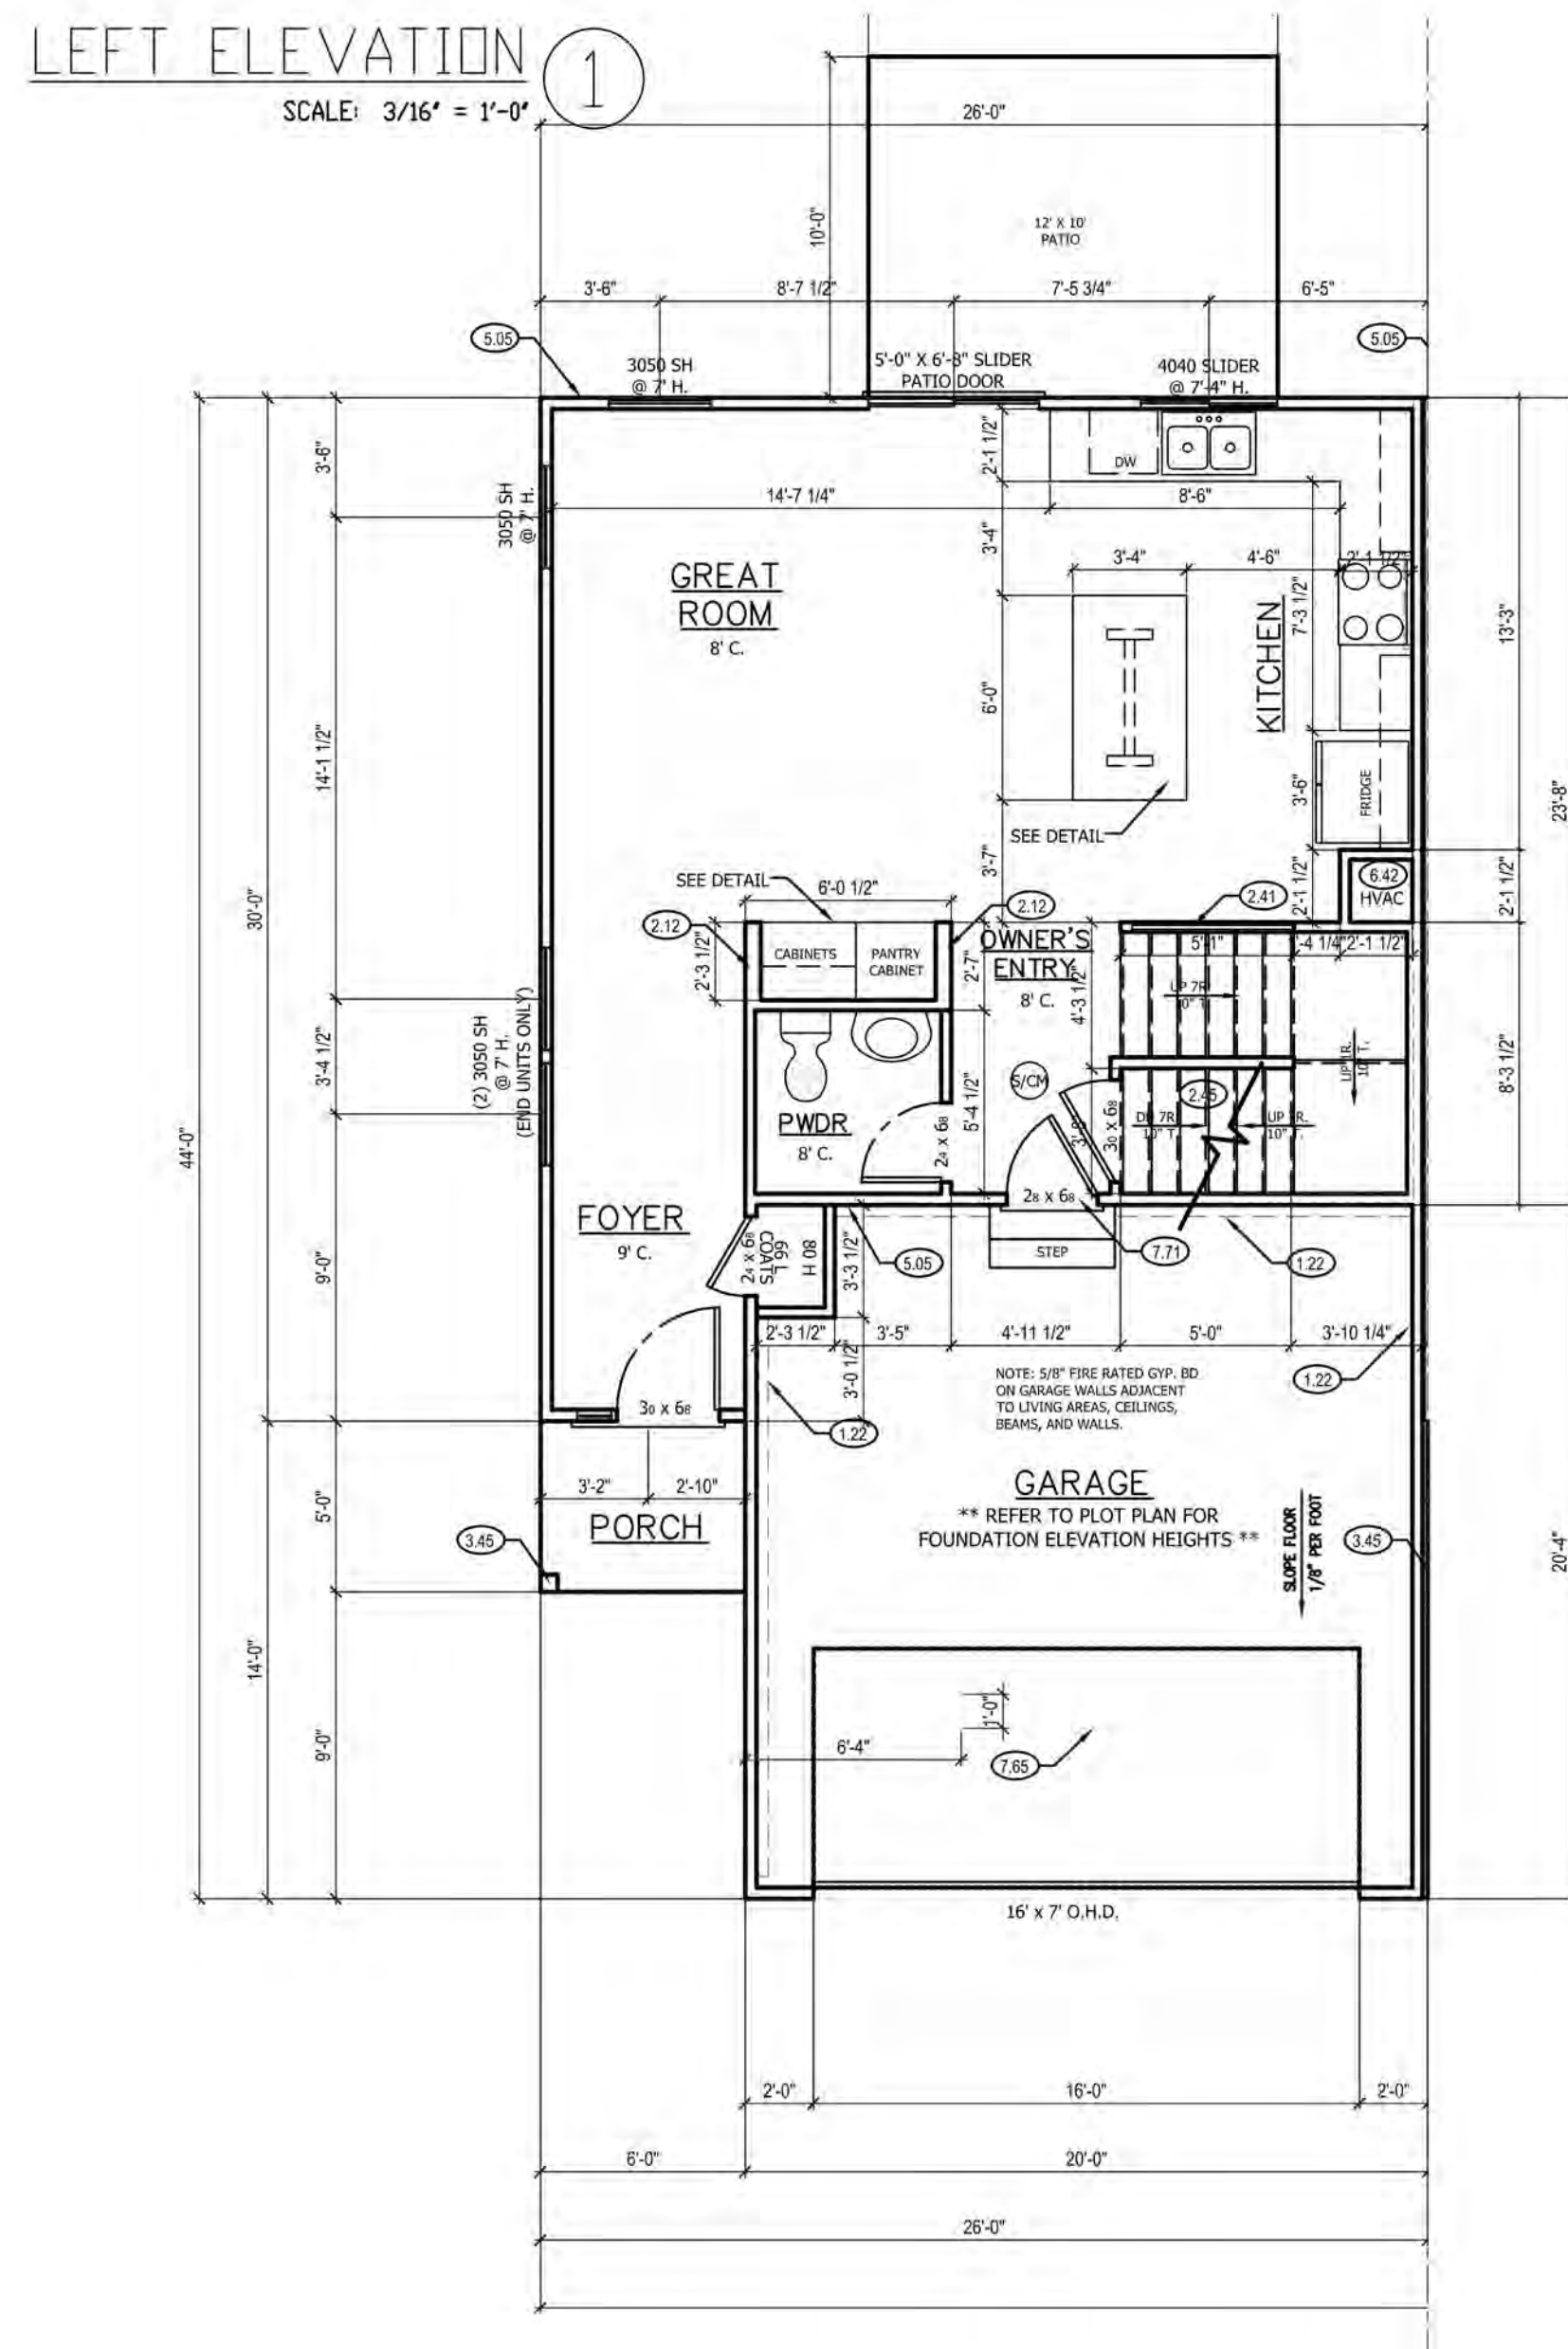 LEFT ELEVATION
1
SCALE: 3/16" = 1'-0"
26'-0"
10'-0"
12' X 10'
PATIO
3'-6"
8'-7 1/2"
7'-5 3/4"
6'-5"
5.05
5.05
3050 SH
@ 7' H.
5'-0" X 6'-8" SLIDER
PATIO DOOR
4040 SLIDER
@ 7'-4" H.
3'-6"
3050 SH
@ 7' H.
2'-1 1/2"
DW
14'-7 1/4"
8'-6"
3'-4"
3'-4"
4'-6"
2'-1 1/2"
GREAT
ROOM
8' C.
KITCHEN
7'-3 1/2"
13'-3"
6'-0"
14'-1 1/2"
3'-6"
FRIDGE
23'-8"
SEE DETAIL
3'-7"
SEE DETAIL
6'-0 1/2"
2.12
2.12
2.41
6.42
HVAC
2'-1 1/2"
2'-1 1/2"
30'-0"
2'-3 1/2"
CABINETS
PANTRY
CABINET
2'-7"
OWNER'S
ENTRY
8' C.
4'-3 1/2"
5'-1"
-4 1/4"
2'-1 1/2"
UP 7R
0" T.
3'-4 1/2"
(2) 3050 SH
@ 7' H.
(END UNITS ONLY)
S/CM
5'-4 1/2"
30 x 68
2.45
DN 7R
10" T
UP R.
10" T.
10" T.
8'-3 1/2"
PWDR
8' C.
24 x 68
28 x 68
44'-0"
FOYER
9' C.
24 x 68
COATS
66 L
80 H
3'-3 1/2"
5.05
STEP
7.71
1.22
9'-0"
2'-3 1/2"
3'-5"
4'-11 1/2"
5'-0"
3'-10 1/4"
3'-0 1/2"
NOTE: 5/8" FIRE RATED GYP. BD
ON GARAGE WALLS ADJACENT
TO LIVING AREAS, CEILINGS,
BEAMS, AND WALLS.
1.22
1.22
30 x 68
3'-2"
2'-10"
PORCH
5'-0"
3.45
GARAGE
** REFER TO PLOT PLAN FOR
FOUNDATION ELEVATION HEIGHTS **
SLOPE FLOOR
1/8" PER FOOT
3.45
20'-4"
14'-0"
9'-0"
1'-0"
6'-4"
7.65
16' x 7' O.H.D.
2'-0"
16'-0"
2'-0"
6'-0"
20'-0"
26'-0"